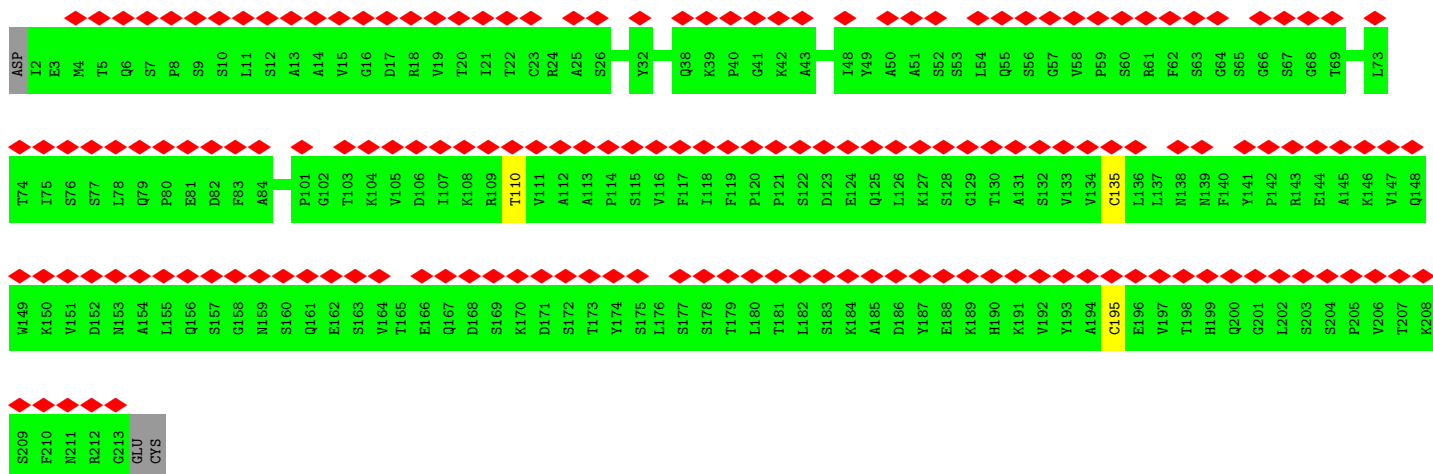 ASP I2 E3 M4 T5 Q6 S7 P8 S9 S10 L11 S12 A13 A14 V15 G16 D17 R18 V19 T20 I21 T22 C23 R24 A25 S26 Y32 Q38 K39 P40 G41 K42 A43 I48 Y49 A50 A51 S52 S53 L54 Q55 S56 G57 V58 P59 S60 R61 F62 S63 G64 S65 G66 S67 G68 T69 L73
T74 I75 S76 S77 L78 Q79 P80 E81 D82 F83 A84 P101 G102 T103 K104 V105 D106 I107 K108 R109 T110 V111 A112 A113 P114 S115 V116 F117 I118 F119 P120 P121 S122 D123 E124 Q125 L126 K127 S128 G129 T130 A131 S132 V133 V134 C135 L136 L137 N138 N139 F140 Y141 P142 R143 E144 A145 K146 V147 Q148
W149 K150 V151 D152 N153 A154 L155 Q156 S157 G158 N159 S160 Q161 E162 S163 V164 T165 E166 Q167 D168 S169 K170 D171 S172 T173 Y174 S175 L176 S177 S178 T179 L180 T181 L182 S183 K184 A185 D186 Y187 E188 K189 H190 K191 V192 Y193 A194 C195 E196 V197 T198 H199 Q200 G201 L202 S203 S204 P205 V206 T207 K208
S209 F210 N211 R212 G213 GLU CYS